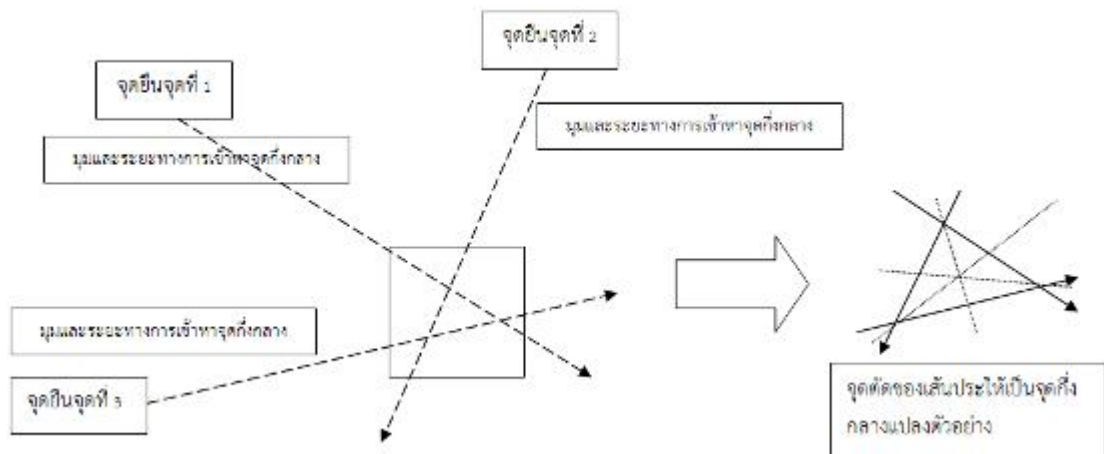 จุดยืนจุดที่ 2
จุดยืนจุดที่ 1
มุมและระยะทางการเข้าหาจุดกึ่งกลาง
มุมและระยะทางการเข้าหาจุดกึ่งกลาง
มุมและระยะทางการเข้าหาจุดกึ่งกลาง
จุดยืนจุดที่ 3
จุดตัดของเส้นประให้เป็นจุดกึ่ง
กลางแปลงตัวอย่าง